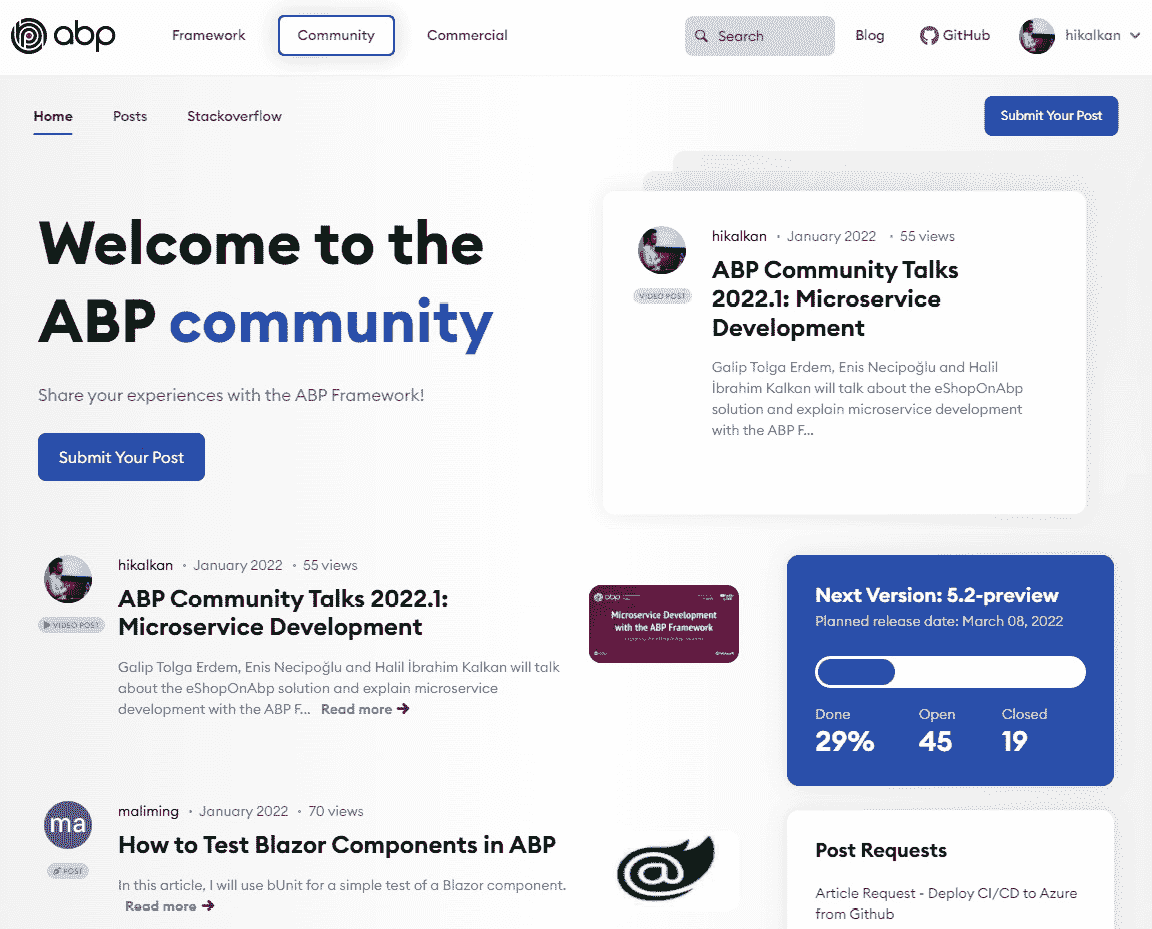 abp
Framework
Community
Commercial
Search
Blog
GitHub
hikalkan
Home
Posts
Stackoverflow
Submit Your Post
Welcome to the
ABP community
Share your experiences with the ABP Framework!
Submit Your Post
hikalkan • January 2022 • 55 views
VIDEO POST
ABP Community Talks
2022.1: Microservice
Development
Galip Tolga Erdem, Enis Necipoğlu and Halil
İbrahim Kalkan will talk about the eShopOnAbp
solution and explain microservice development
with the ABP F...
hikalkan • January 2022 • 55 views
VIDEO POST
ABP Community Talks 2022.1:
Microservice Development
Galip Tolga Erdem, Enis Necipoğlu and Halil İbrahim Kalkan will talk
about the eShopOnAbp solution and explain microservice
development with the ABP F... Read more
abp
Microservice Development
with the ABP Framework
Next Version: 5.2-preview
Planned release date: March 08, 2022
Done Open Closed
29% 45 19
ma
maliming • January 2022 • 70 views
POST
How to Test Blazor Components in ABP
In this article, I will use bUnit for a simple test of a Blazor component.
Read more
@
Post Requests
Article Request - Deploy CI/CD to Azure
from Github